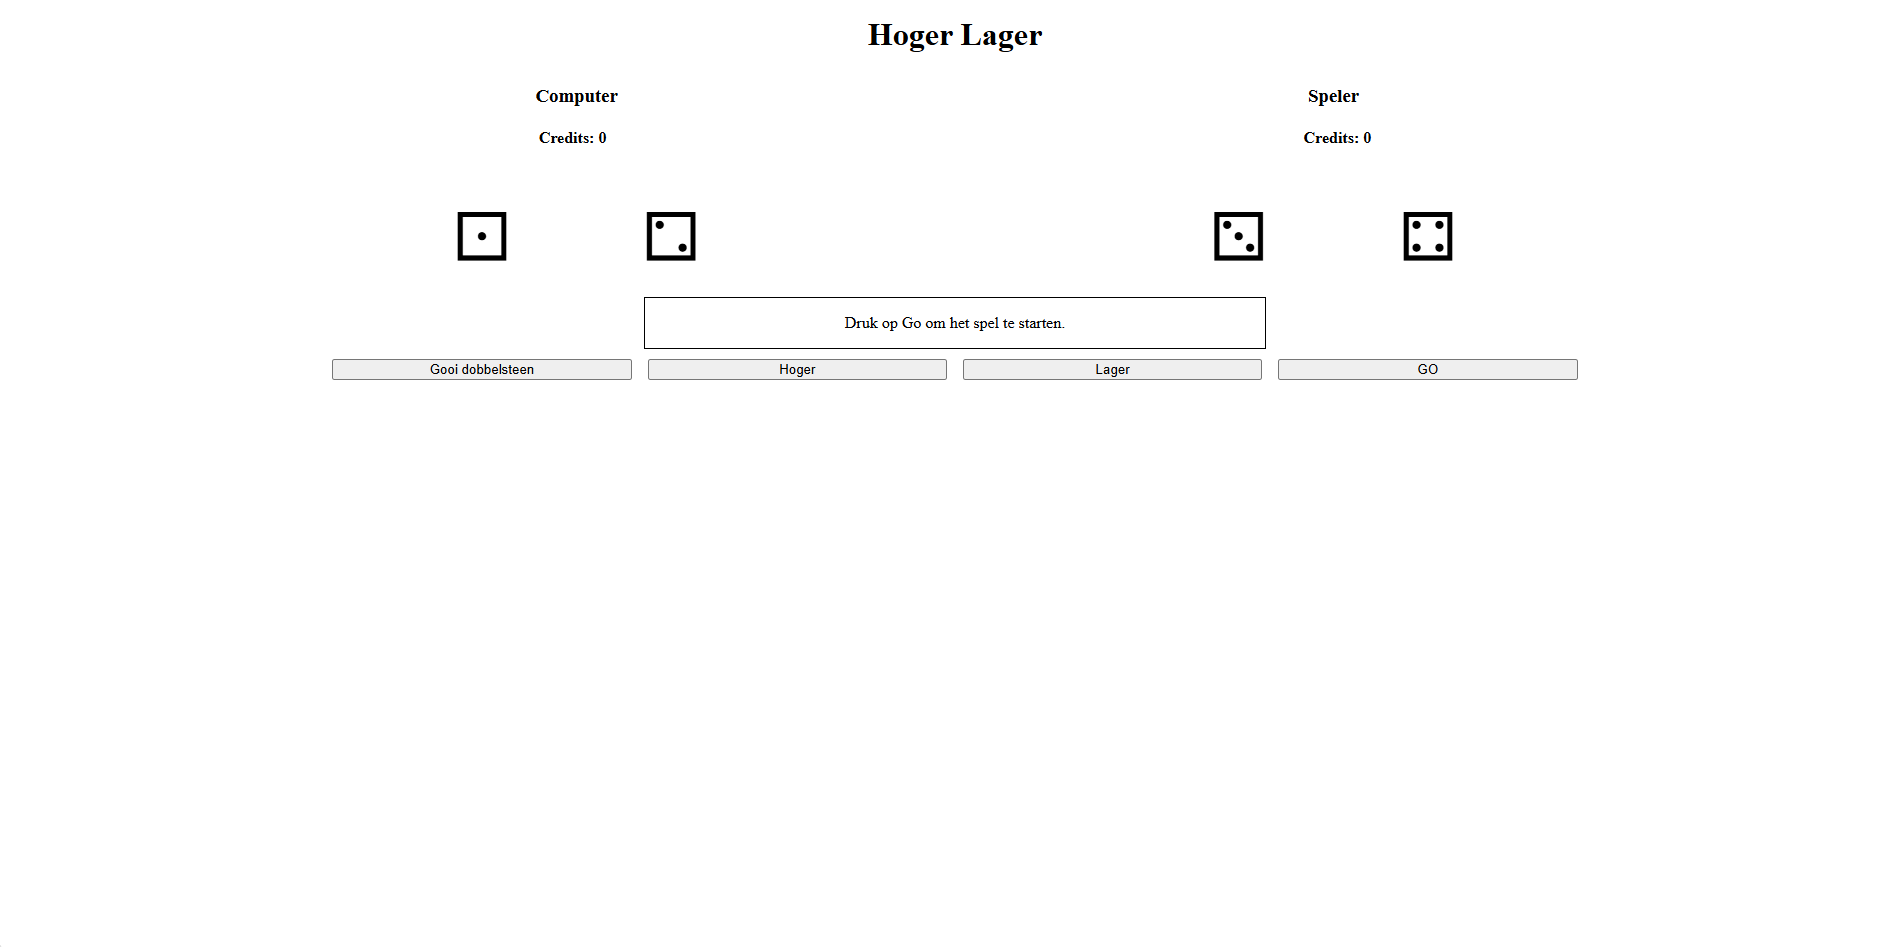 Hoger Lager
Computer
Speler
Credits: 0
Credits: 0
Druk op Go om het spel te starten.
Gooi dobbelsteen
Hoger
Lager
GO